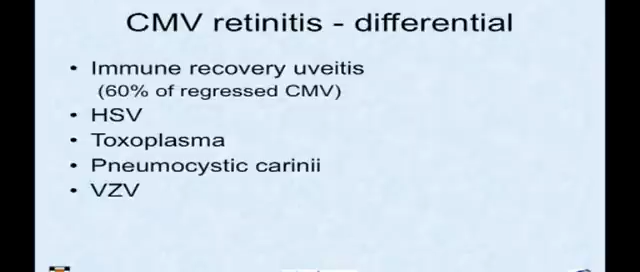 CMV retinitis - differential
• Immune recovery uveitis
(60% of regressed CMV)
• HSV
• Toxoplasma
• Pneumocystic carinii
• VZV